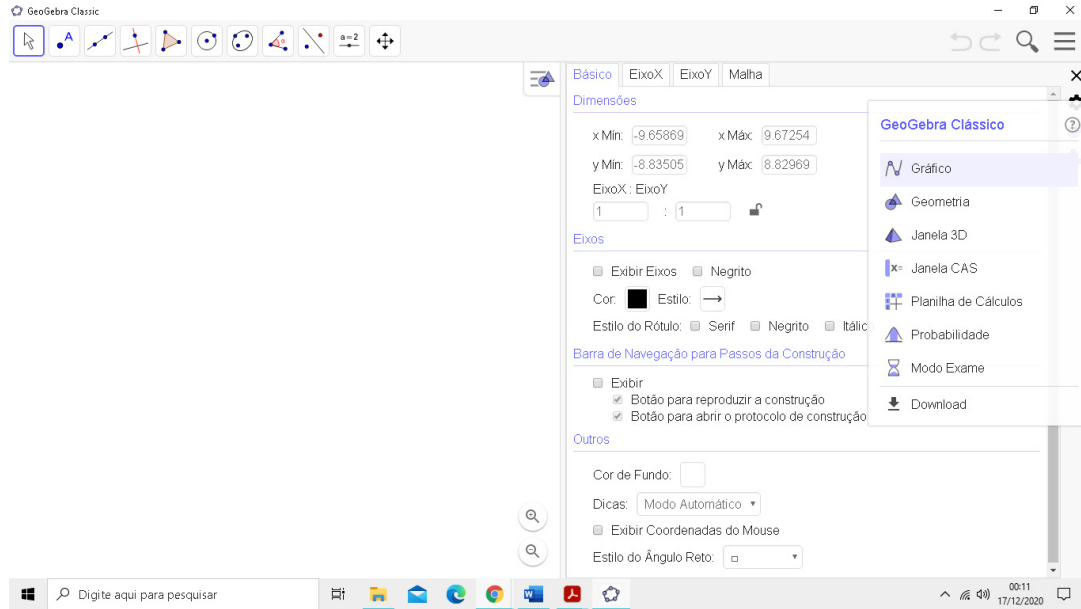 GeoGebra Classic
A
a=2
Básico EixoX EixoY Malha
Dimensões
x Mín: -9.65869 x Máx: 9.67254
y Mín: -8.83505 y Máx: 8.82969
EixoX : EixoY
1 : 1
Eixos
Exibir Eixos Negrito
Cor: Estilo:
Estilo do Rótulo: Serif Negrito Itálic
Barra de Navegação para Passos da Construção
Exibir
Botão para reproduzir a construção
Botão para abrir o protocolo de construção
Outros
Cor de Fundo:
Dicas: Modo Automático
Exibir Coordenadas do Mouse
Estilo do Ângulo Reto:
GeoGebra Clássico
Gráfico
Geometria
Janela 3D
x= Janela CAS
Planilha de Cálculos
Probabilidade
Modo Exame
Download
Digite aqui para pesquisar
00:11
17/12/2020